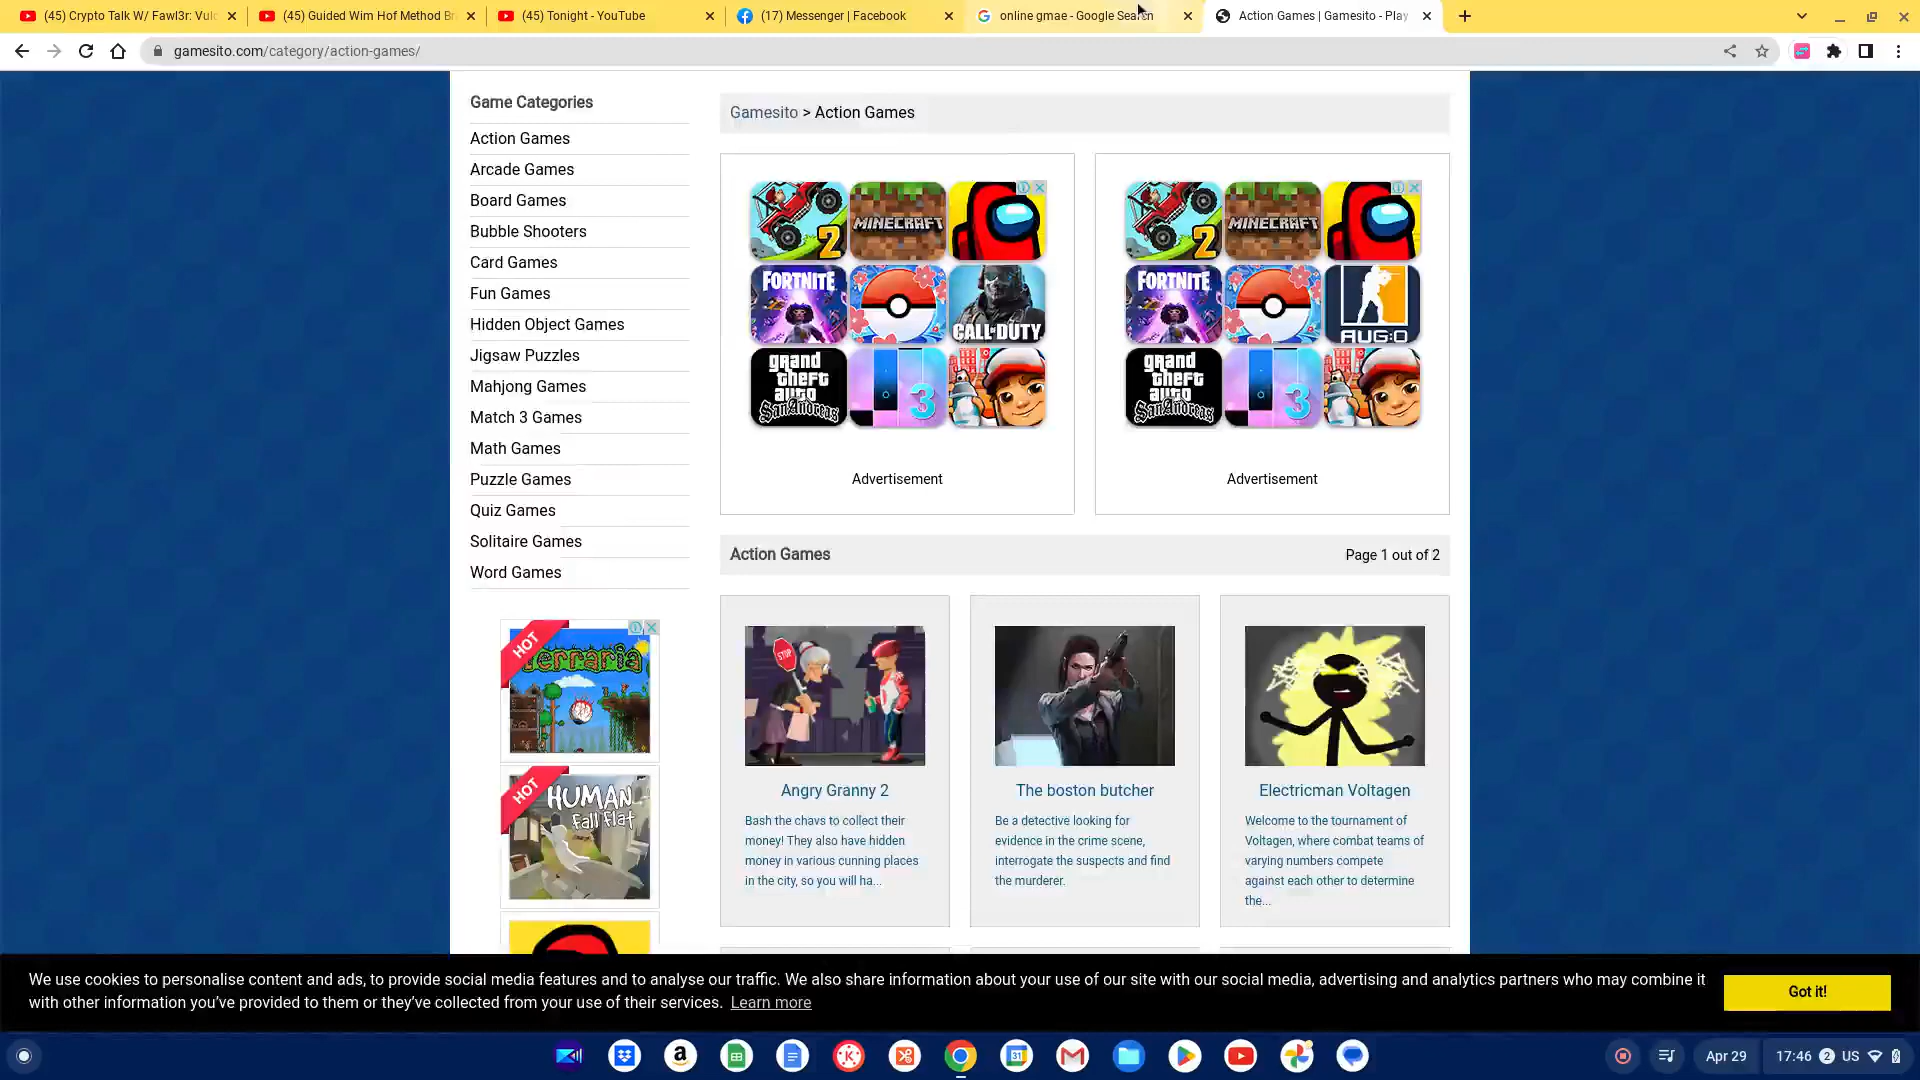 (45) Crypto Talk W/ Fawl3r: Vulc
(45) Guided Wim Hof Method Br
(45) Tonight - YouTube
(17) Messenger | Facebook
online gmae - Google Search
Action Games | Gamesito - Play
gamesito.com/category/action-games/
Game Categories
Action Games
Arcade Games
Board Games
Bubble Shooters
Card Games
Fun Games
Hidden Object Games
Jigsaw Puzzles
Mahjong Games
Match 3 Games
Math Games
Puzzle Games
Quiz Games
Solitaire Games
Word Games
HOT
Terraria
HOT
HUMAN
fall flat
Gamesito > Action Games
2
MINECRAFT
FORTNITE
CALL OF DUTY
grand
theft
auto
San Andreas
3
Advertisement
2
MINECRAFT
FORTNITE
AUG:O
grand
theft
auto
San Andreas
3
Advertisement
Action Games
Page 1 out of 2
STOP
Angry Granny 2
Bash the chavs to collect their
money! They also have hidden
money in various cunning places
in the city, so you will ha...
The boston butcher
Be a detective looking for
evidence in the crime scene,
interrogate the suspects and find
the murderer.
Electricman Voltagen
Welcome to the tournament of
Voltagen, where combat teams of
varying numbers compete
against each other to determine
the...
We use cookies to personalise content and ads, to provide social media features and to analyse our traffic. We also share information about your use of our site with our social media, advertising and analytics partners who may combine it
with other information you've provided to them or they've collected from your use of their services. Learn more
Got it!
31
Apr 29
17:46
2
US